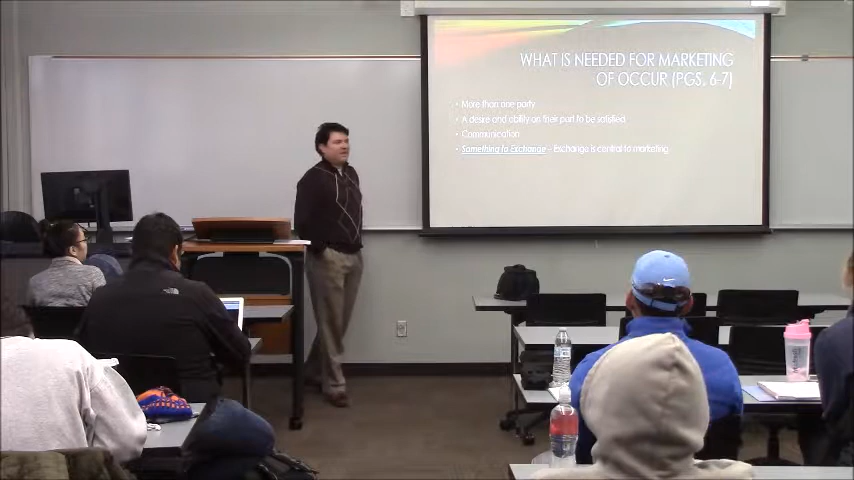 WHAT IS NEEDED FOR MARKETING
OF OCCUR (PGS. 6-7)
• More than one party
• A desire and ability on their part to be satisfied
• Communication
• Something to Exchange – Exchange is central to marketing